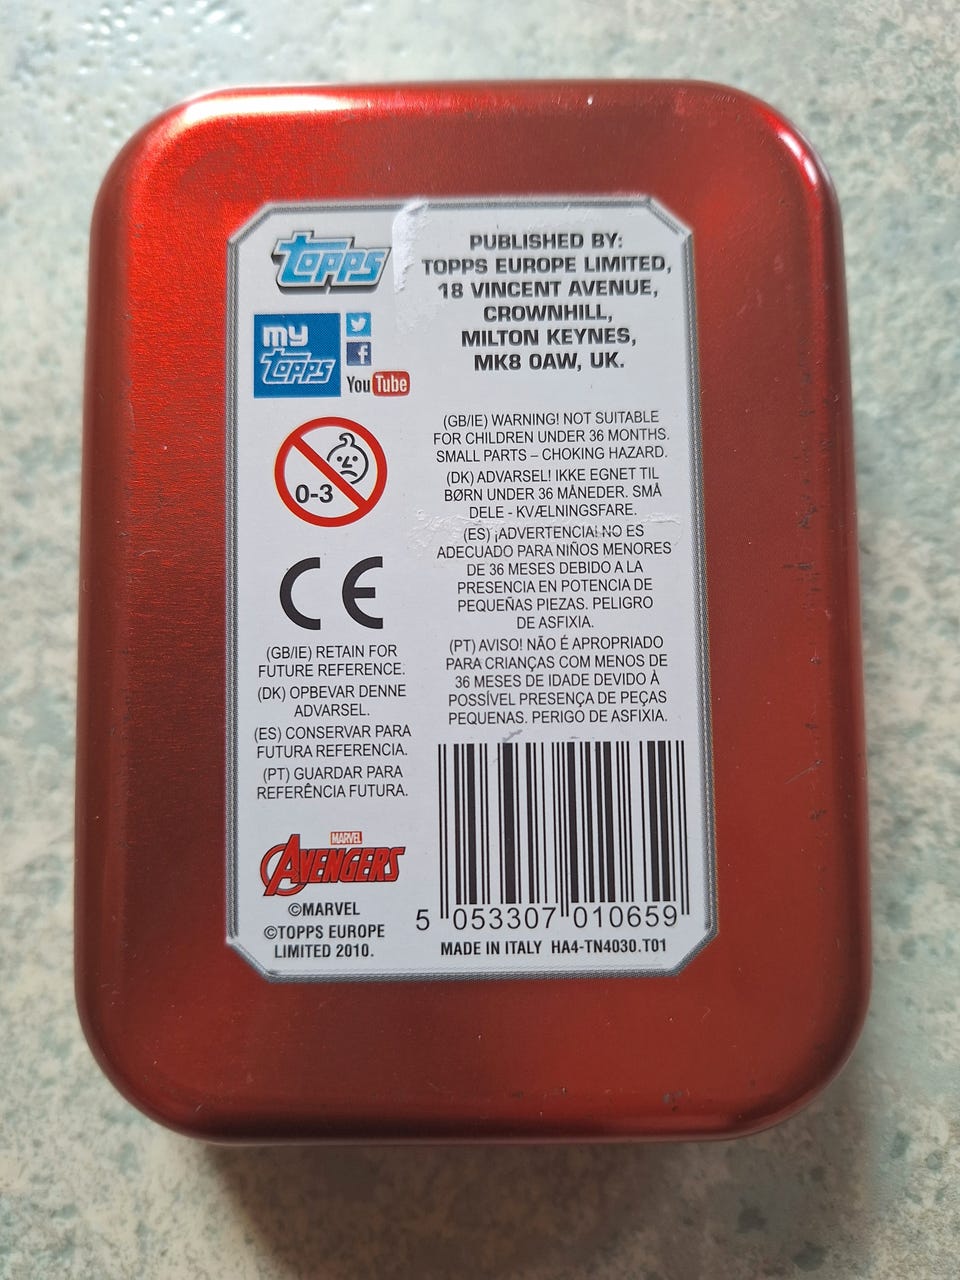 Topps
my
Topps
You Tube
0-3
CE
(GB/IE) RETAIN FOR
FUTURE REFERENCE.
(DK) OPBEVAR DENNE
ADVARSEL.
(ES) CONSERVAR PARA
FUTURA REFERENCIA.
(PT) GUARDAR PARA
REFERÊNCIA FUTURA.
MARVEL
AVENGERS
©MARVEL
©TOPPS EUROPE
LIMITED 2010.
PUBLISHED BY:
TOPPS EUROPE LIMITED,
18 VINCENT AVENUE,
CROWNHILL,
MILTON KEYNES,
MK8 0AW, UK.
(GB/IE) WARNING! NOT SUITABLE
FOR CHILDREN UNDER 36 MONTHS.
SMALL PARTS – CHOKING HAZARD.
(DK) ADVARSEL! IKKE EGNET TIL
BØRN UNDER 36 MÅNEDER. SMÅ
DELE - KVÆLNINGSFARE.
(ES) ¡ADVERTENCIA! NO ES
ADECUADO PARA NIÑOS MENORES
DE 36 MESES DEBIDO A LA
PRESENCIA EN POTENCIA DE
PEQUEÑAS PIEZAS. PELIGRO
DE ASFIXIA.
(PT) AVISO! NÃO É APROPRIADO
PARA CRIANÇAS COM MENOS DE
36 MESES DE IDADE DEVIDO À
POSSÍVEL PRESENÇA DE PEÇAS
PEQUENAS. PERIGO DE ASFIXIA.
5 053307 010659
MADE IN ITALY HA4-TN4030.T01